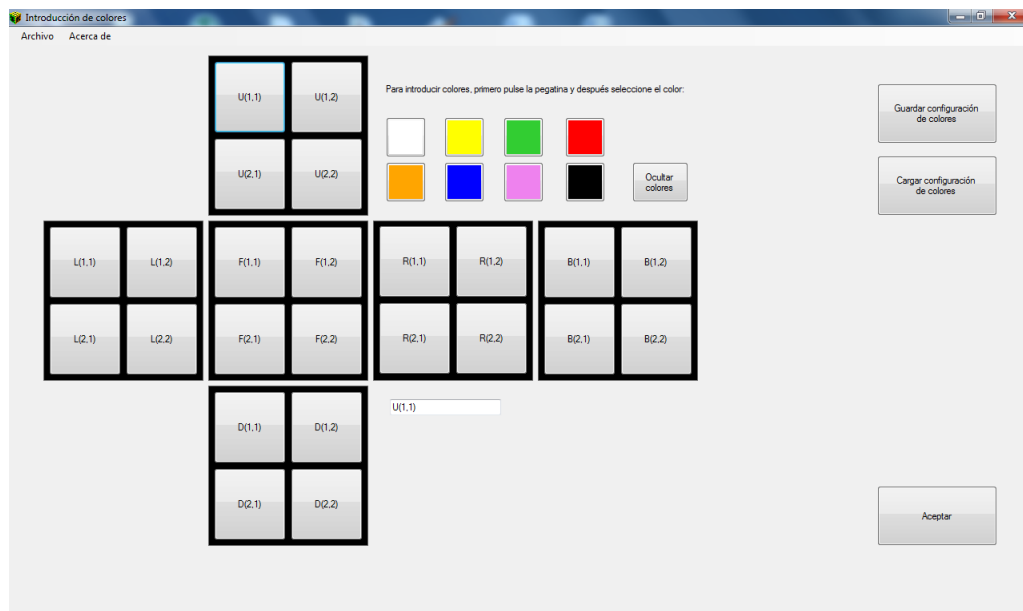 Introducción de colores
Archivo Acerca de
U(1,1) U(1,2)
Para introducir colores, primero pulse la pegatina y después seleccione el color:
Guardar configuración
de colores
U(2,1) U(2,2)
Ocultar
colores
Cargar configuración
de colores
L(1,1) L(1,2) F(1,1) F(1,2) R(1,1) R(1,2) B(1,1) B(1,2)
L(2,1) L(2,2) F(2,1) F(2,2) R(2,1) R(2,2) B(2,1) B(2,2)
U(1,1)
D(1,1) D(1,2)
D(2,1) D(2,2)
Aceptar